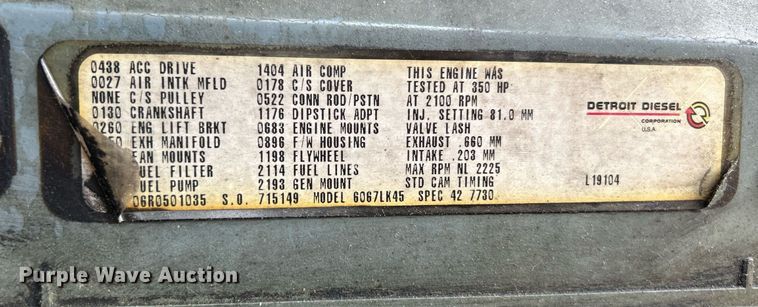 0438 ACC DRIVE
0027 AIR INTK MFLD
NONE C/S PULLEY
0130 CRANKSHAFT
0260 ENG LIFT BRKT
EXH MANIFOLD
FAN MOUNTS
FUEL FILTER
FUEL PUMP
1404 AIR COMP
0178 C/S COVER
0522 CONN ROD/PSTN
1176 DIPSTICK ADPT
0683 ENGINE MOUNTS
0896 F/W HOUSING
1198 FLYWHEEL
2114 FUEL LINES
2193 GEN MOUNT
THIS ENGINE WAS
TESTED AT 350 HP
AT 2100 RPM
INJ. SETTING 81.0 MM
VALVE LASH
EXHAUST .660 MM
INTAKE .203 MM
MAX RPM NL 2225
STD CAM TIMING
06R0501035 S.O. 715149 MODEL 6067LK45 SPEC 42 7730
DETROIT DIESEL
CORPORATION
U.S.A.
L19104
Purple Wave Auction